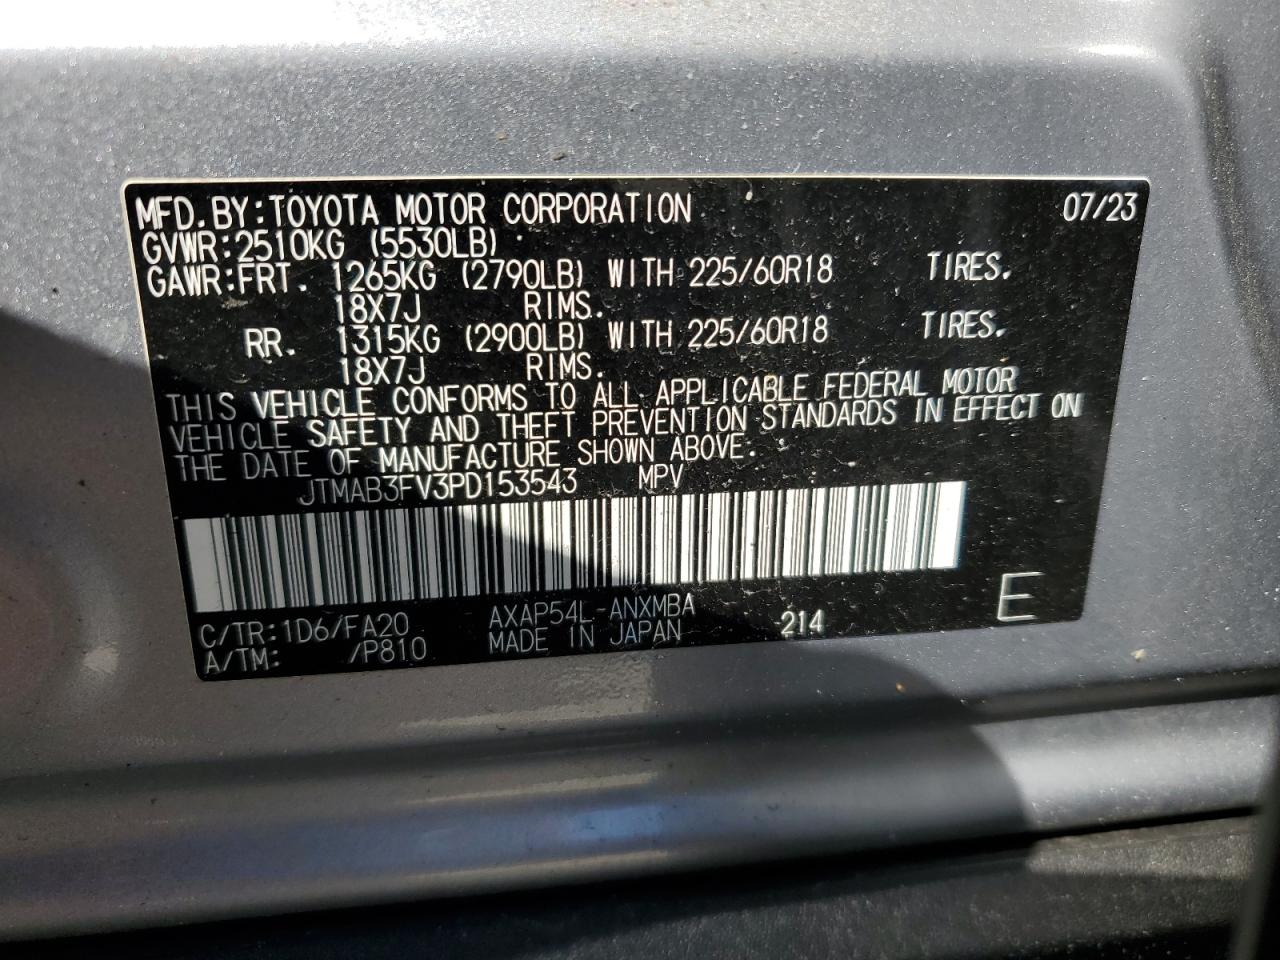 MFD.BY:TOYOTA MOTOR CORPORATION 07/23
GVWR:2510KG (5530LB)
GAWR:FRT. 1265KG (2790LB) WITH 225/60R18 TIRES.
18X7J RIMS.
RR. 1315KG (2900LB) WITH 225/60R18 TIRES.
18X7J RIMS.
THIS VEHICLE CONFORMS TO ALL APPLICABLE FEDERAL MOTOR
VEHICLE SAFETY AND THEFT PREVENTION STANDARDS IN EFFECT ON
THE DATE OF MANUFACTURE SHOWN ABOVE.
JTMAB3FV3PD153543 MPV
C/TR:1D6/FA20 AXAP54L-ANXMBA 214 E
A/TM: /P810 MADE IN JAPAN